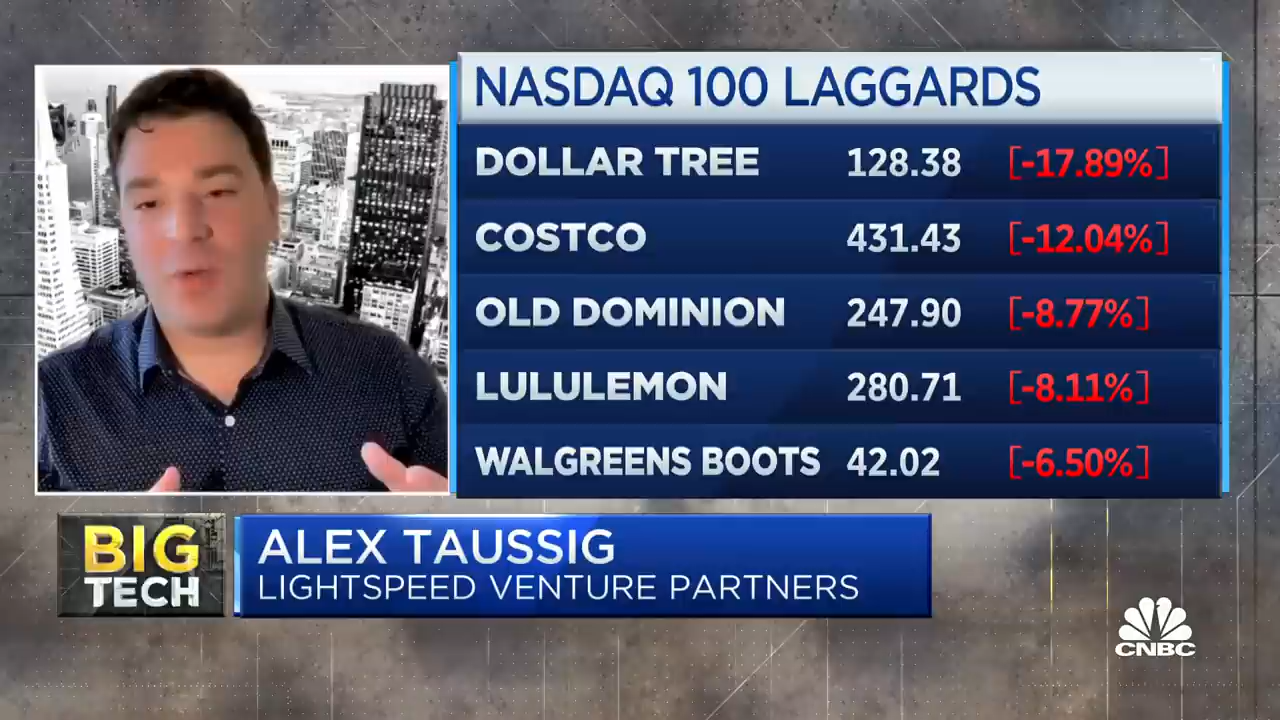 NASDAQ 100 LAGGARDS
DOLLAR TREE 128.38 [-17.89%]
COSTCO 431.43 [-12.04%]
OLD DOMINION 247.90 [-8.77%]
LULULEMON 280.71 [-8.11%]
WALGREENS BOOTS 42.02 [-6.50%]
BIG
TECH
ALEX TAUSSIG
LIGHTSPEED VENTURE PARTNERS
CNBC